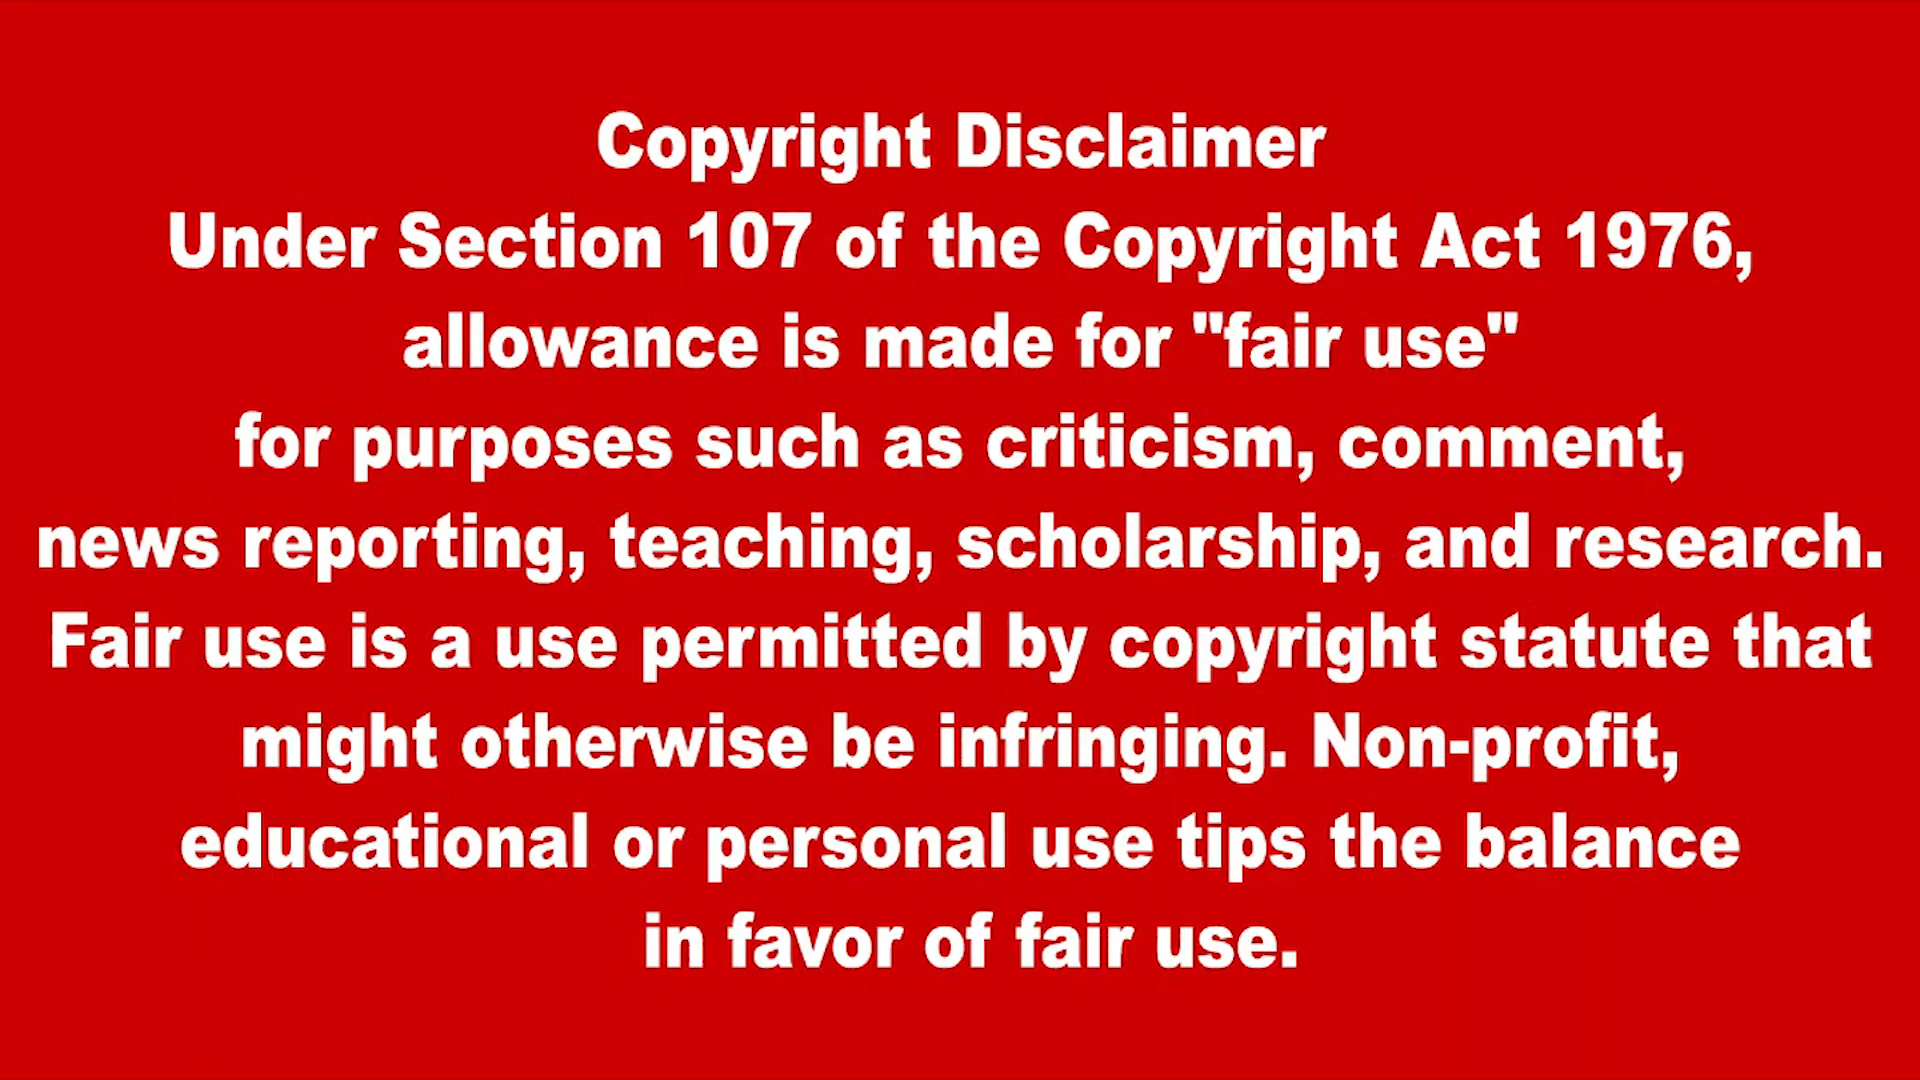 Copyright Disclaimer
Under Section 107 of the Copyright Act 1976,
allowance is made for "fair use"
for purposes such as criticism, comment,
news reporting, teaching, scholarship, and research.
Fair use is a use permitted by copyright statute that
might otherwise be infringing. Non-profit,
educational or personal use tips the balance
in favor of fair use.